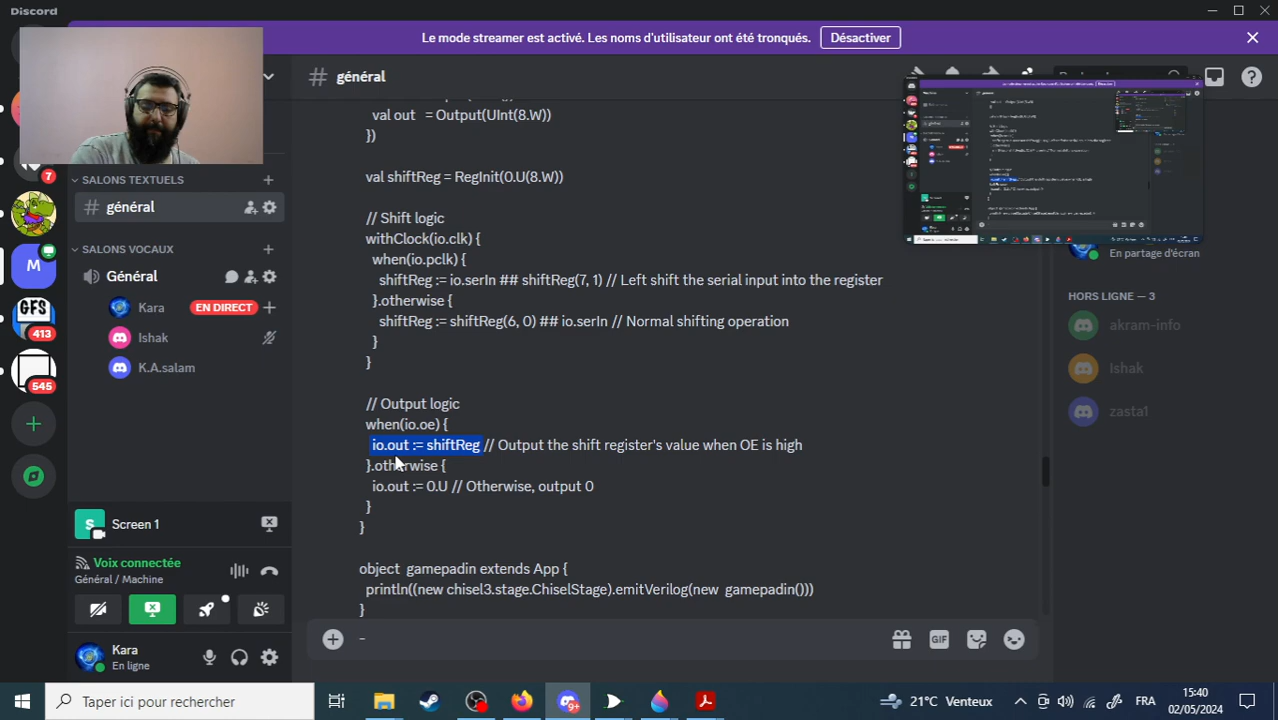 Discord
Le mode streamer est activé. Les noms d'utilisateur ont été tronqués.
Désactiver
général
SALONS TEXTUELS
général
SALONS VOCAUX
Général
Kara
EN DIRECT
Ishak
K.A.salam
7
GFS
413
545
M
val out = Output(UInt(8.W))
})
val shiftReg = RegInit(0.U(8.W))
// Shift logic
withClock(io.clk) {
when(io.pclk) {
shiftReg := io.serIn ## shiftReg(7, 1) // Left shift the serial input into the register
}.otherwise {
shiftReg := shiftReg(6, 0) ## io.serIn // Normal shifting operation
}
}
// Output logic
when(io.oe) {
io.out := shiftReg // Output the shift register's value when OE is high
}.otherwise {
io.out := 0.U // Otherwise, output 0
}
}
object gamepadin extends App {
println((new chisel3.stage.ChiselStage).emitVerilog(new gamepadin()))
}
-
GIF
En partage d'écran
HORS LIGNE — 3
akram-info
Ishak
zasta1
S
Screen 1
Voix connectée
Général / Machine
Kara
En ligne
Taper ici pour rechercher
9+
21°C Venteux
FRA
15:40
02/05/2024